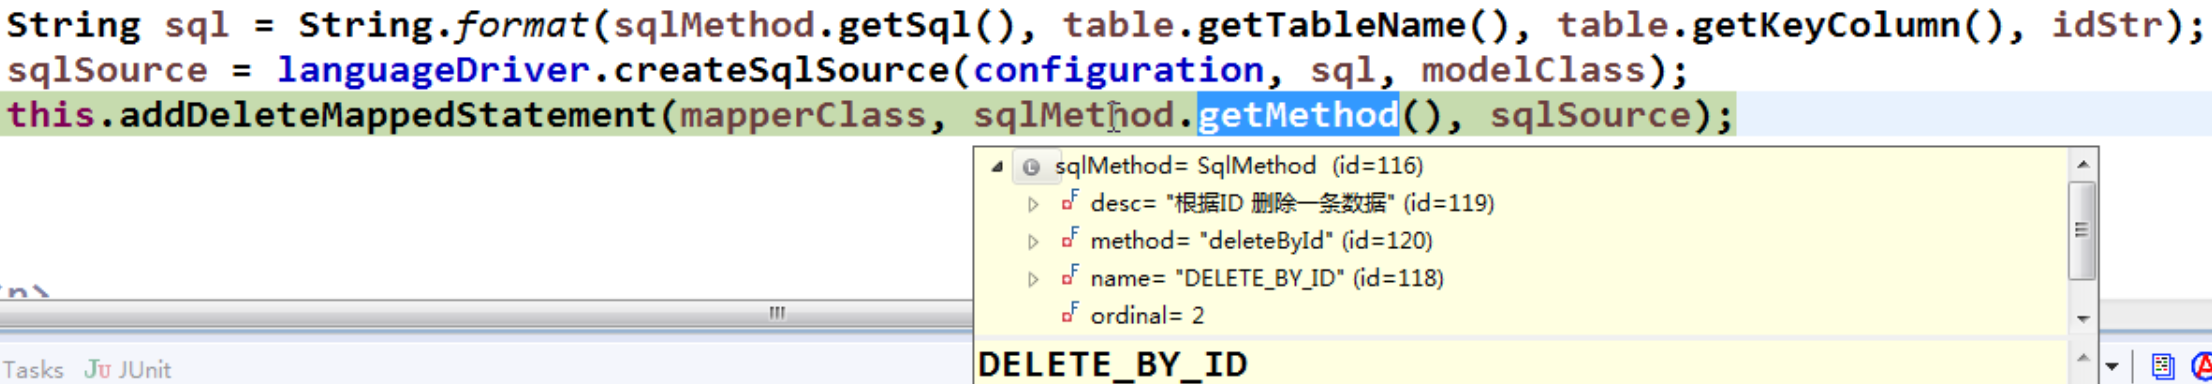 String sql = String.format(sqlMethod.getSql(), table.getTableName(), table.getKeyColumn(), idStr);
sqlSource = languageDriver.createSqlSource(configuration, sql, modelClass);
this.addDeleteMappedStatement(mapperClass, sqlMethod.getMethod(), sqlSource);
sqlMethod= SqlMethod (id=116)
desc= "根据ID 删除一条数据" (id=119)
method= "deleteById" (id=120)
name= "DELETE_BY_ID" (id=118)
ordinal= 2
DELETE_BY_ID
Tasks JU JUnit